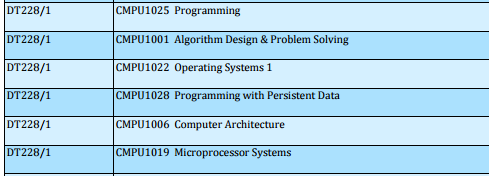 DT228/1 CMPU1025 Programming
DT228/1 CMPU1001 Algorithm Design & Problem Solving
DT228/1 CMPU1022 Operating Systems 1
DT228/1 CMPU1028 Programming with Persistent Data
DT228/1 CMPU1006 Computer Architecture
DT228/1 CMPU1019 Microprocessor Systems